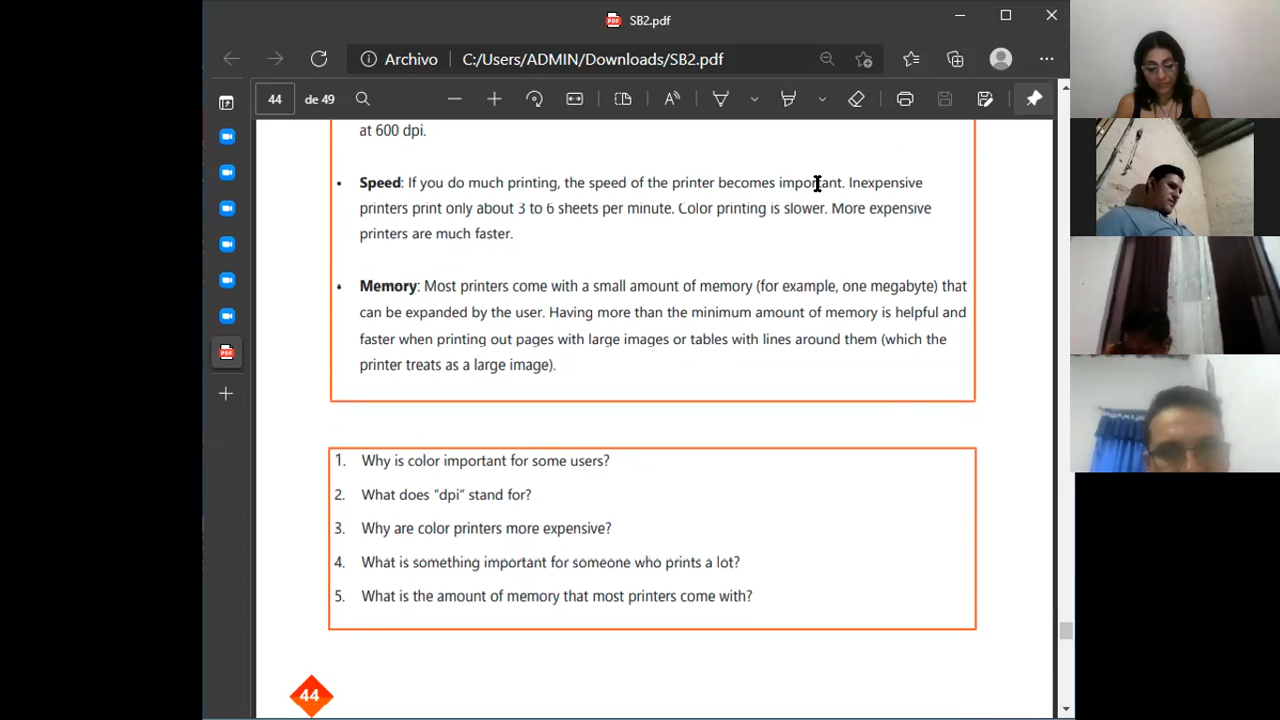 SB2.pdf
Archivo C:/Users/ADMIN/Downloads/SB2.pdf
44 de 49
at 600 dpi.
• Speed: If you do much printing, the speed of the printer becomes important. Inexpensive
printers print only about 3 to 6 sheets per minute. Color printing is slower. More expensive
printers are much faster.
• Memory: Most printers come with a small amount of memory (for example, one megabyte) that
can be expanded by the user. Having more than the minimum amount of memory is helpful and
faster when printing out pages with large images or tables with lines around them (which the
printer treats as a large image).
1. Why is color important for some users?
2. What does “dpi“ stand for?
3. Why are color printers more expensive?
4. What is something important for someone who prints a lot?
5. What is the amount of memory that most printers come with?
44